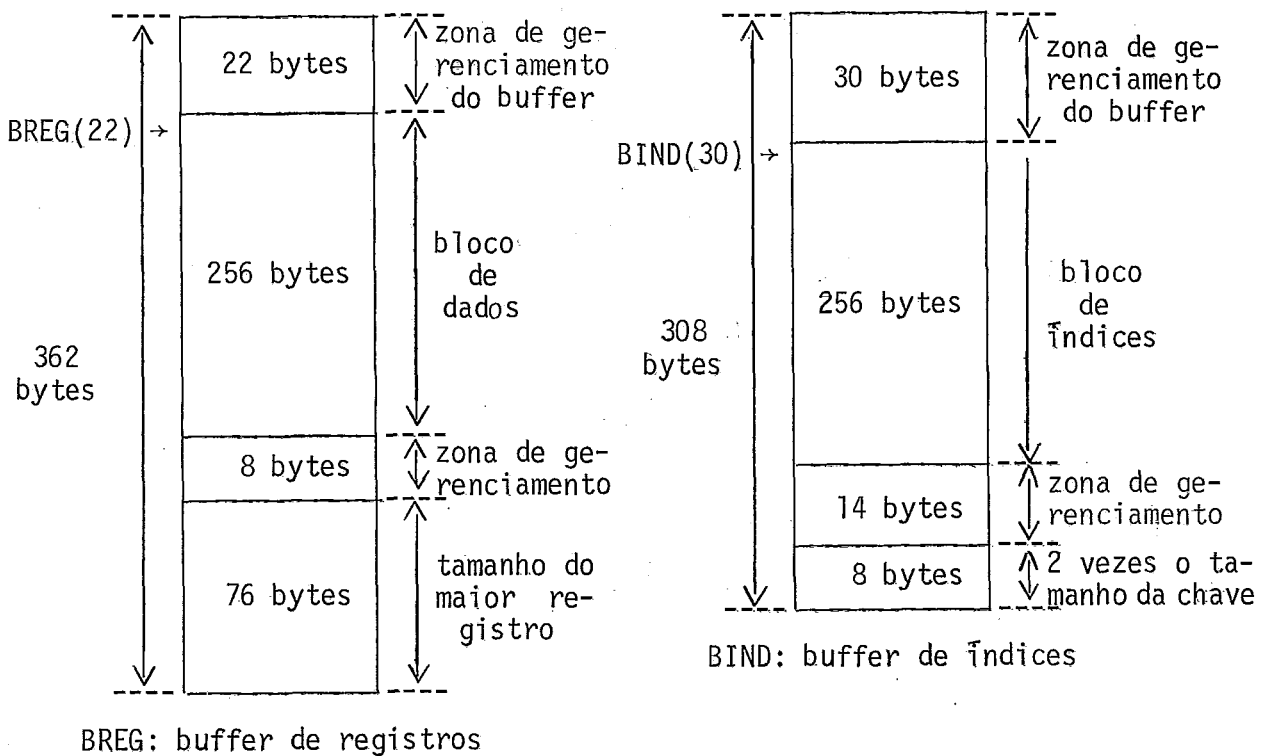 22 bytes
zona de ge-
renciamento
do buffer
BREG(22) →
256 bytes
bloco
de
dados
362
bytes
8 bytes
zona de ge-
renciamento
76 bytes
tamanho do
maior re-
gistro
BREG: buffer de registros
30 bytes
zona de ge-
renciamento
do buffer
BIND(30) →
256 bytes
bloco
de
índices
308
bytes
14 bytes
zona de ge-
renciamento
8 bytes
2 vezes o ta-
manho da chave
BIND: buffer de índices